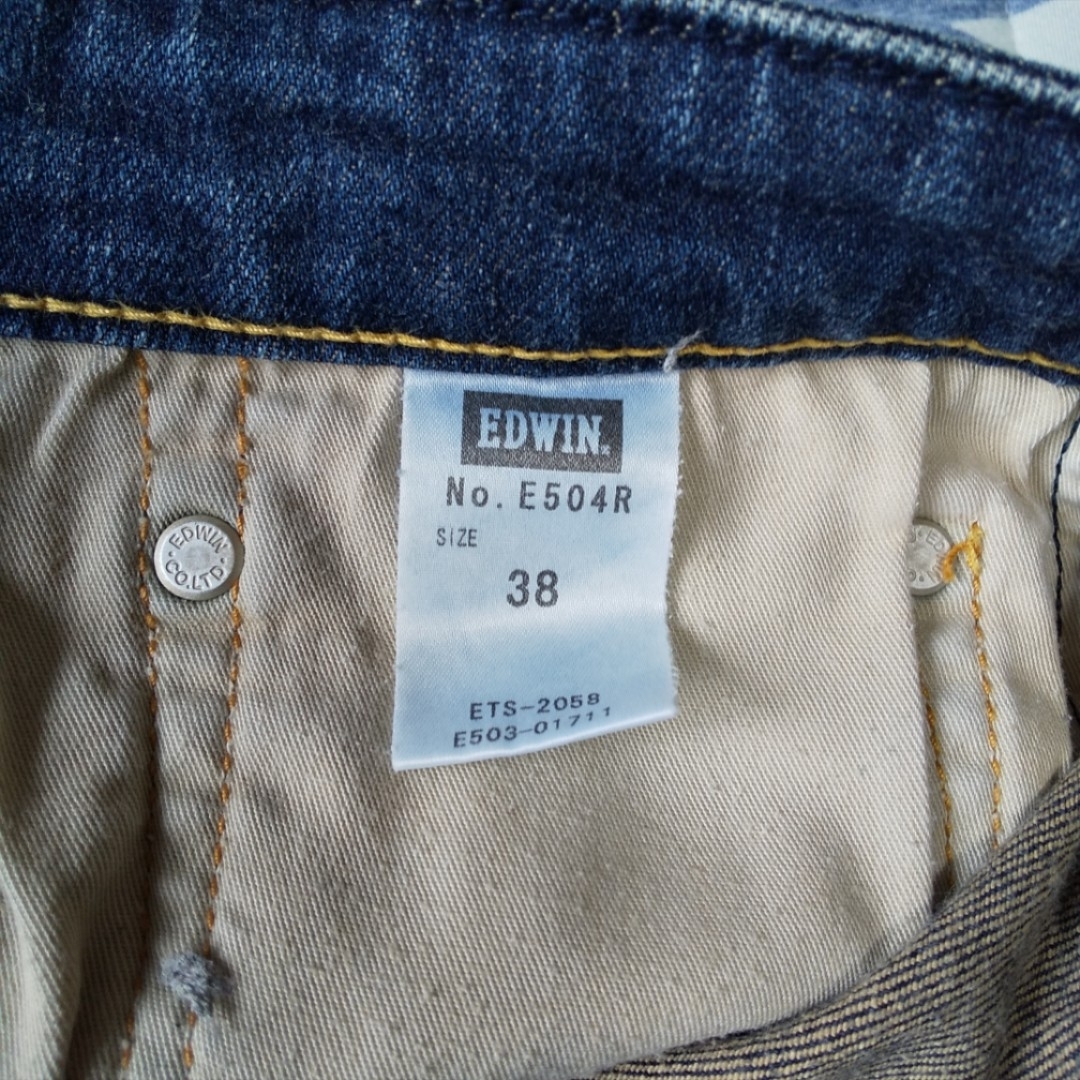 EDWIN.
No. E504R
SIZE
38
ETS-2058
E503-01711
·EDWIN·
CO.LTD.